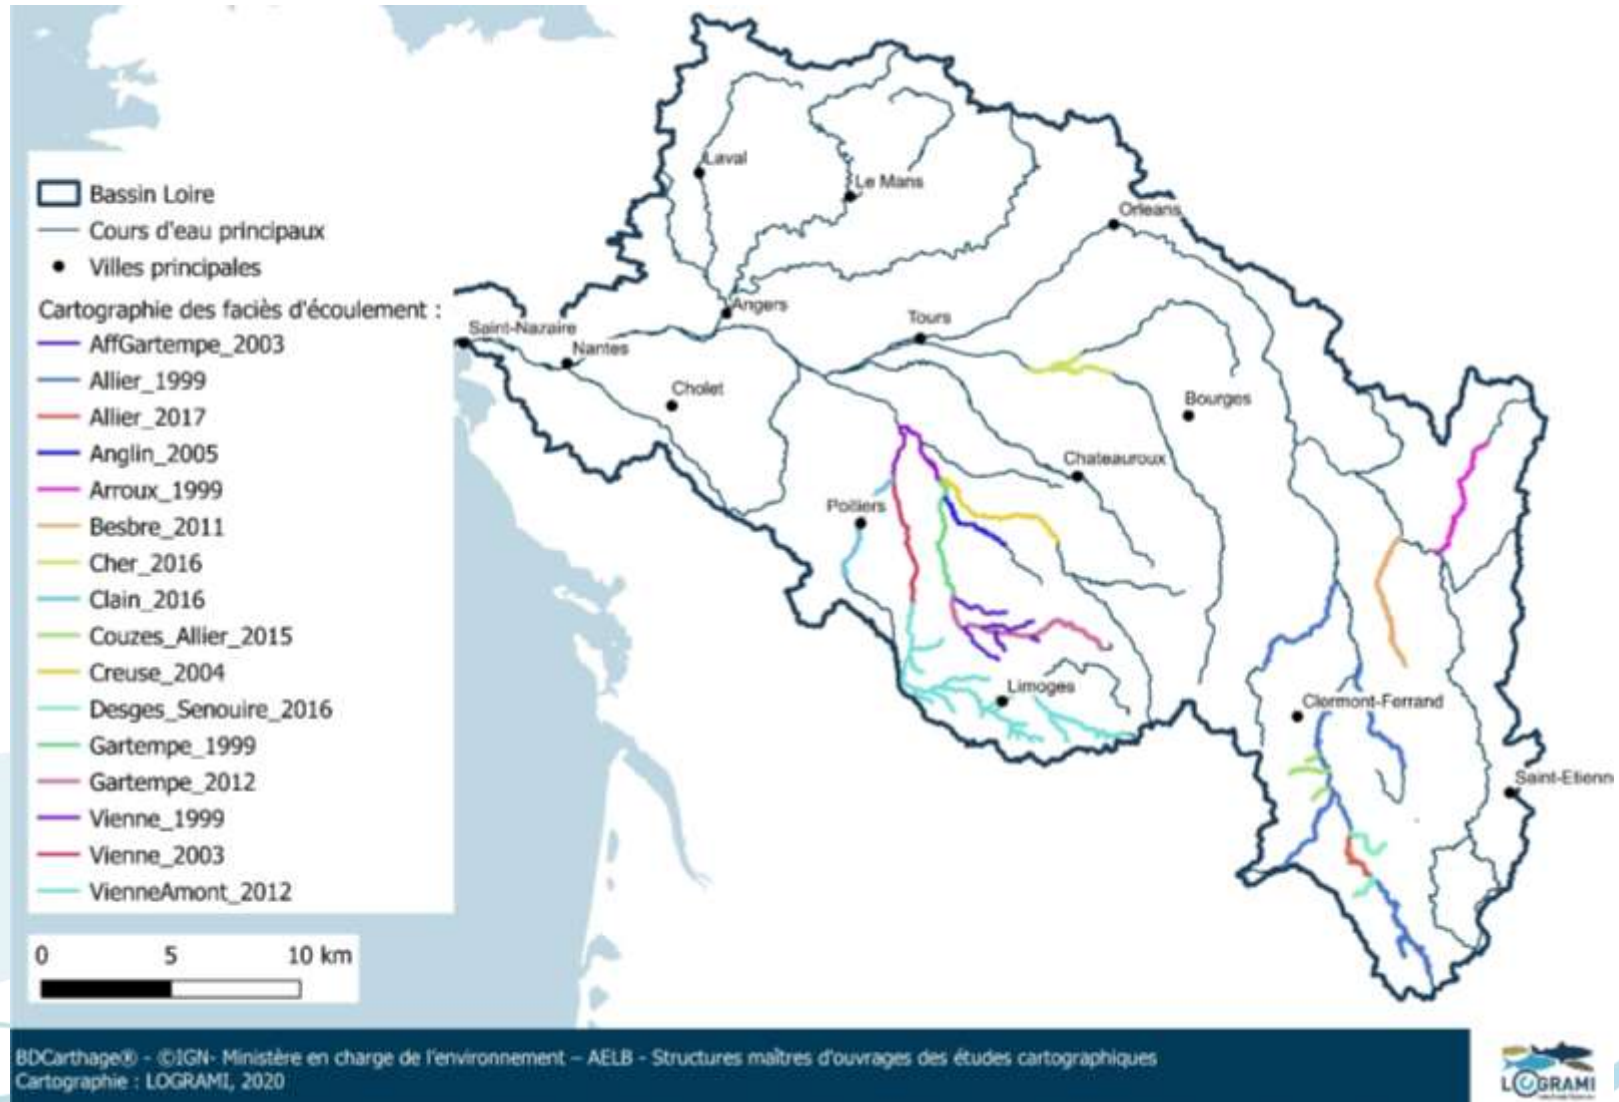 Bassin Loire
Cours d'eau principaux
Villes principales
Cartographie des faciès d'écoulement :
AffGartempe_2003
Allier_1999
Allier_2017
Anglin_2005
Arroux_1999
Besbre_2011
Cher_2016
Clain_2016
Couzes_Allier_2015
Creuse_2004
Desges_Senouire_2016
Gartempe_1999
Gartempe_2012
Vienne_1999
Vienne_2003
VienneAmont_2012
0 5 10 km
Laval
Le Mans
Orleans
Angers
Saint-Nazaire
Tours
Nantes
Cholet
Bourges
Chateauroux
Poitiers
Limoges
Clermont-Ferrand
Saint-Etienn
BDCarthage® - ©IGN- Ministère en charge de l'environnement – AELB - Structures maîtres d'ouvrages des études cartographiques
Cartographie : LOGRAMI, 2020
LOGRAMI